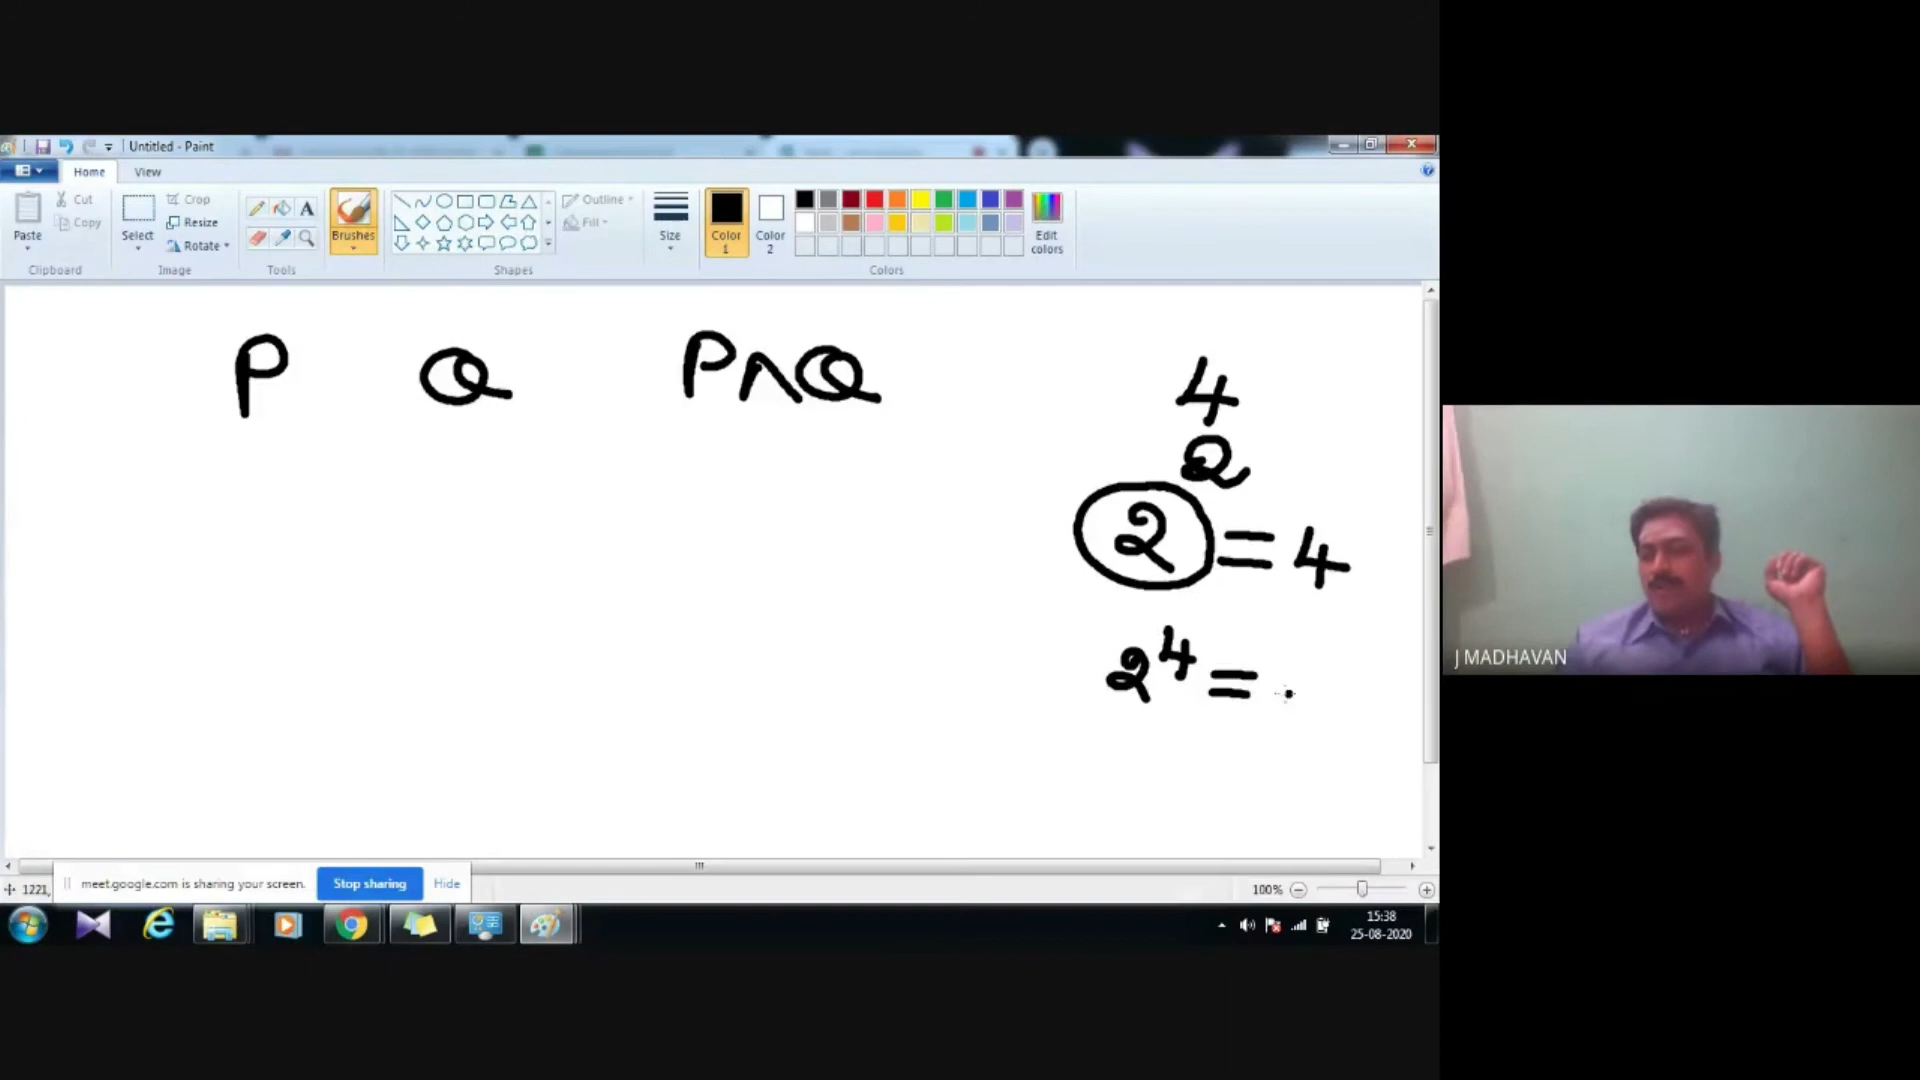 Untitled - Paint
Home View
Paste
Cut
Copy
Clipboard
Select
Crop
Resize
Rotate
Image
A
Tools
Brushes
Shapes
Outline
Fill
Size
Color 1
Color 2
Edit colors
Colors
P Q P∧Q
4
2
2 = 4
2⁴ =
J MADHAVAN
meet.google.com is sharing your screen. Stop sharing Hide
1221,
100%
15:38
25-08-2020